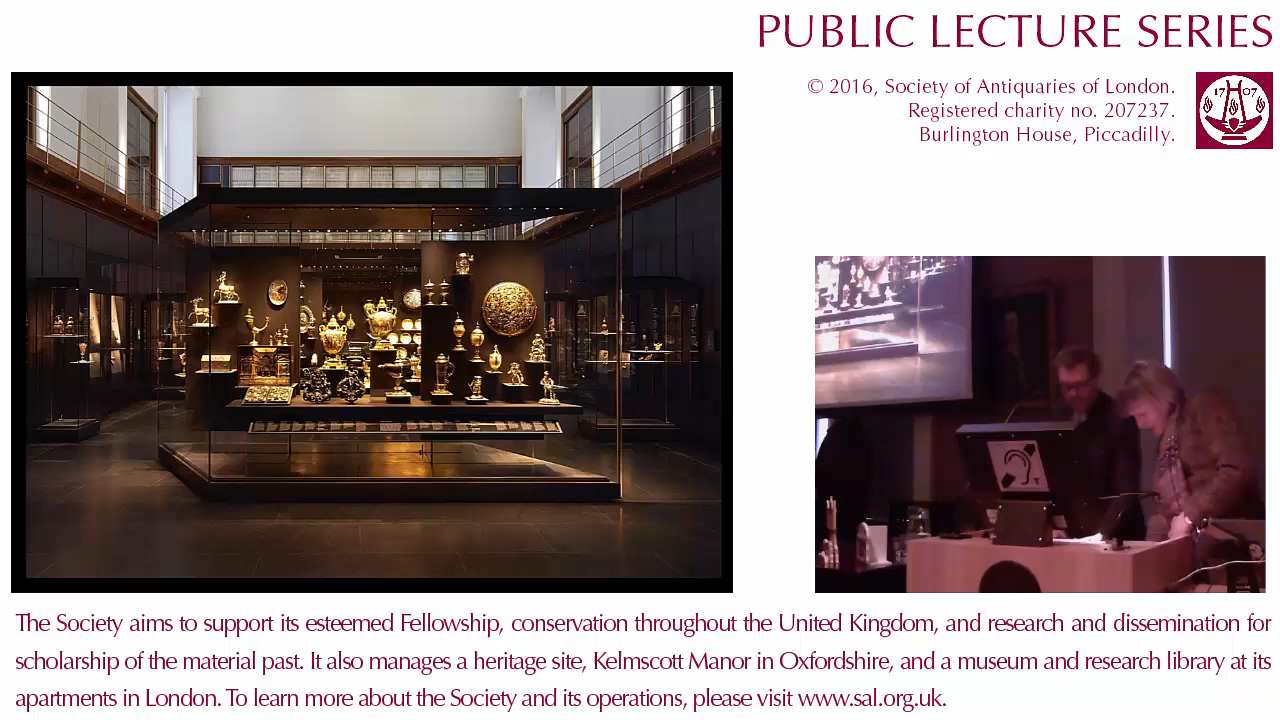 PUBLIC LECTURE SERIES
© 2016, Society of Antiquaries of London.
Registered charity no. 207237.
Burlington House, Piccadilly.
17 07
T
The Society aims to support its esteemed Fellowship, conservation throughout the United Kingdom, and research and dissemination for
scholarship of the material past. It also manages a heritage site, Kelmscott Manor in Oxfordshire, and a museum and research library at its
apartments in London. To learn more about the Society and its operations, please visit www.sal.org.uk.